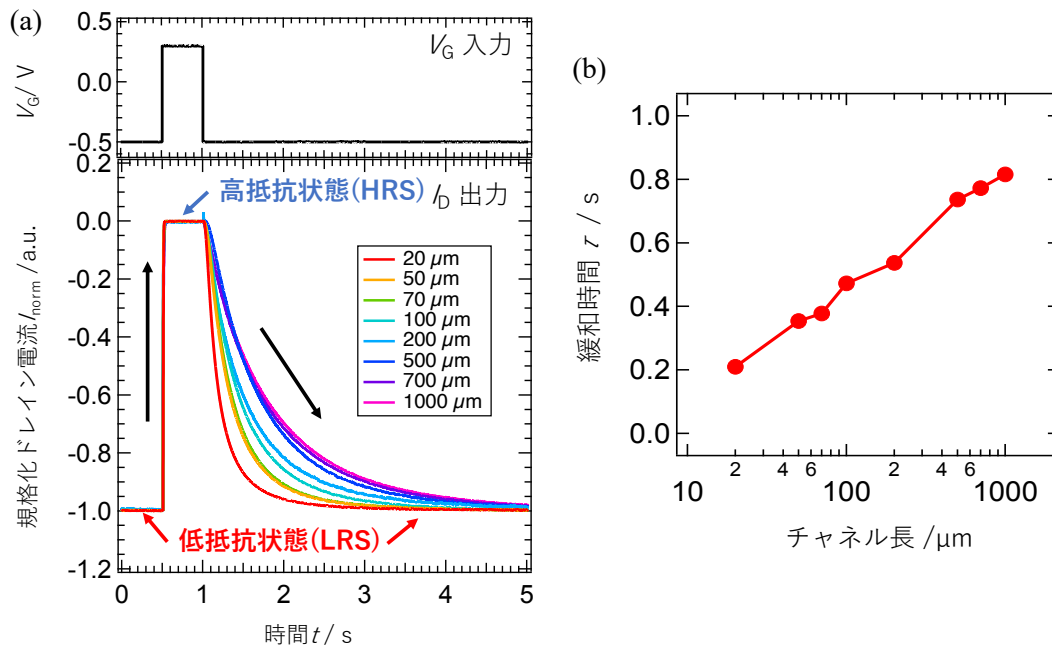 (a)
0.5
0.0
-0.5
V_G / V
V_G 入力
0.2
0.0
-0.2
-0.4
-0.6
-0.8
-1.0
-1.2
規格化ドレイン電流 I_norm /a.u.
高抵抗状態(HRS)
I_D 出力
20 µm
50 µm
70 µm
100 µm
200 µm
500 µm
700 µm
1000 µm
低抵抗状態(LRS)
0 1 2 3 4 5
時間 t / s
(b)
1.0
0.8
0.6
0.4
0.2
0.0
緩和時間 τ / s
2 4 6 2 4 6
10 100 1000
チャネル長 /µm